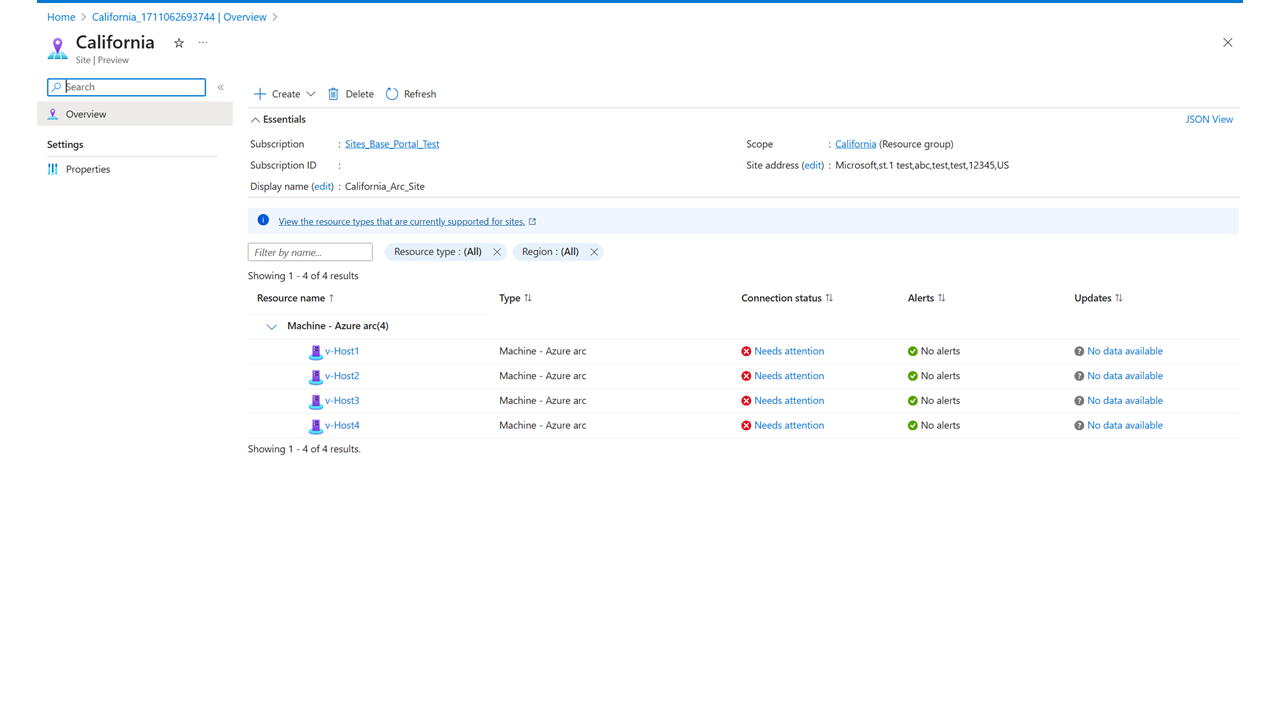 Home > California_1711062693744 | Overview >
California
Site | Preview
Search
Overview
Settings
Properties
Create Delete Refresh
Essentials JSON View
Subscription : Sites_Base_Portal_Test Scope : California (Resource group)
Subscription ID : Site address (edit) : Microsoft,st.1 test,abc,test,test,12345,US
Display name (edit) : California_Arc_Site
View the resource types that are currently supported for sites.
Filter by name... Resource type : (All) Region : (All)
Showing 1 - 4 of 4 results
Resource name ↑ Type ↑↓ Connection status ↑↓ Alerts ↑↓ Updates ↑↓
Machine - Azure arc(4)
v-Host1 Machine - Azure arc Needs attention No alerts No data available
v-Host2 Machine - Azure arc Needs attention No alerts No data available
v-Host3 Machine - Azure arc Needs attention No alerts No data available
v-Host4 Machine - Azure arc Needs attention No alerts No data available
Showing 1 - 4 of 4 results.